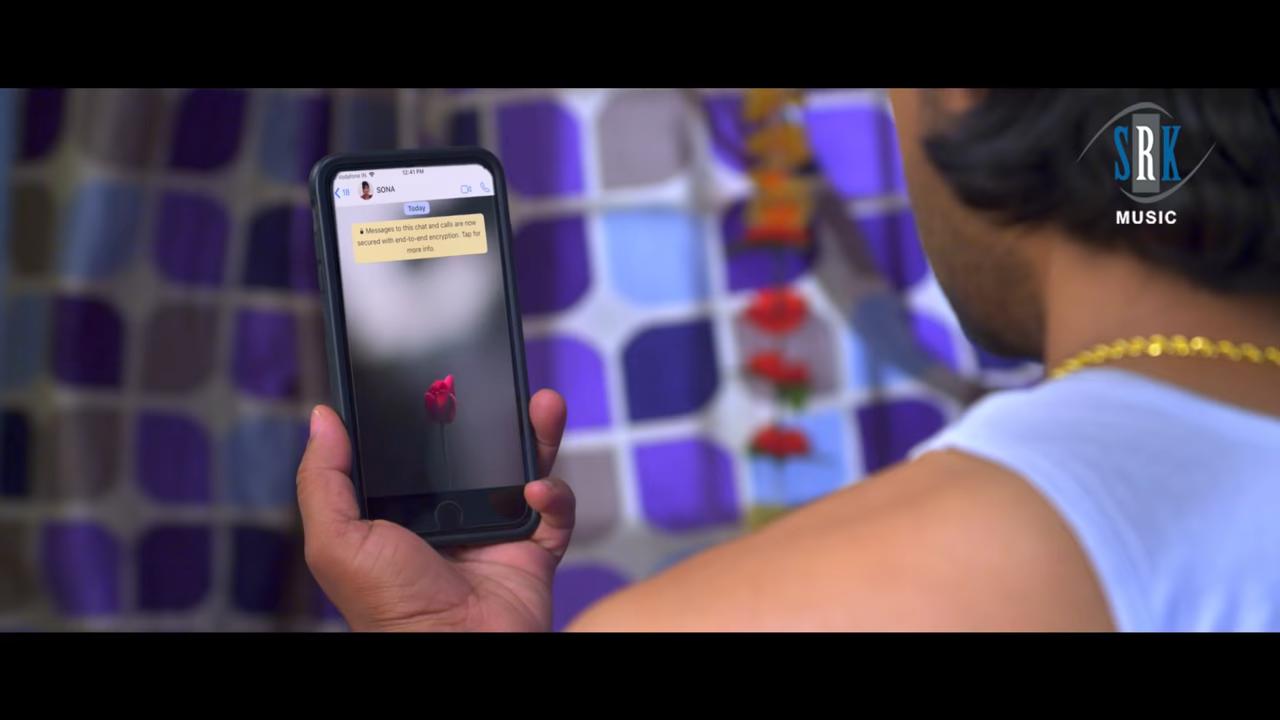 Vodafone IN
12:41 PM
18
SONA
Today
Messages to this chat and calls are now
secured with end-to-end encryption. Tap for
more info.
SRK
MUSIC